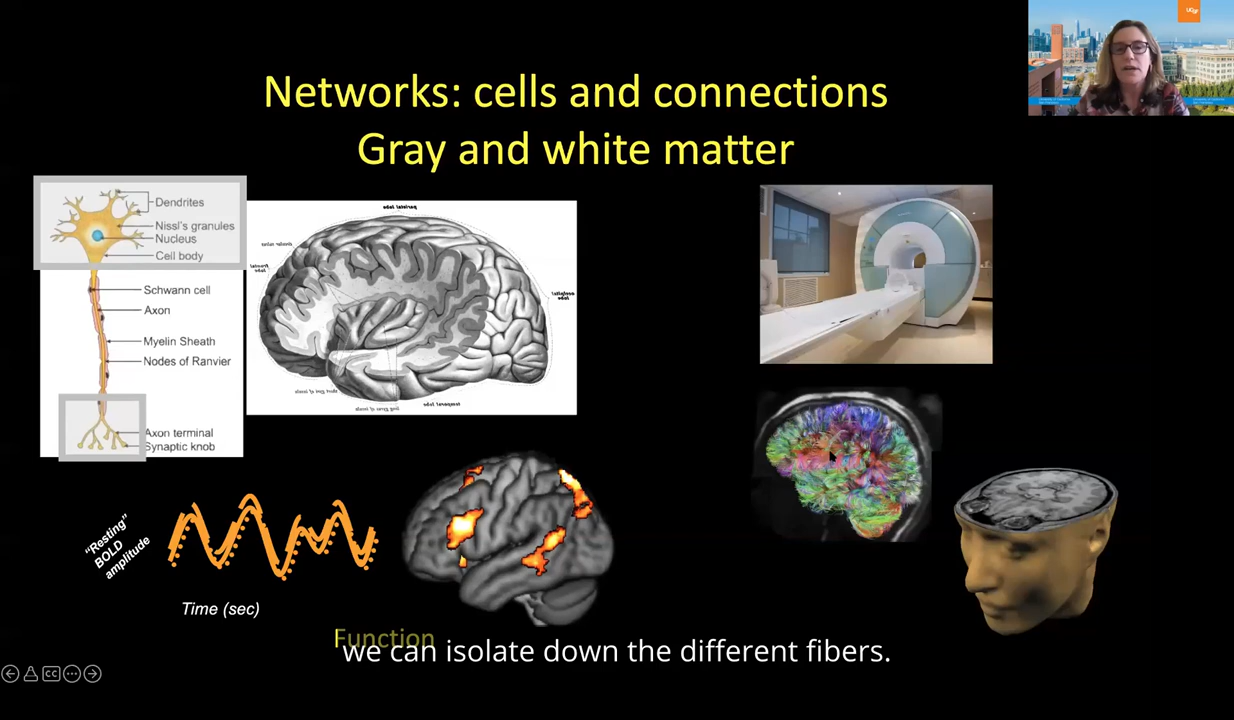 UCSF
Networks: cells and connections
Gray and white matter
Dendrites
Nissl's granules
Nucleus
Cell body
Schwann cell
Axon
Myelin Sheath
Nodes of Ranvier
Axon terminal
Synaptic knob
"Resting"
BOLD
amplitude
Time (sec)
Function
we can isolate down the different fibers.
CC